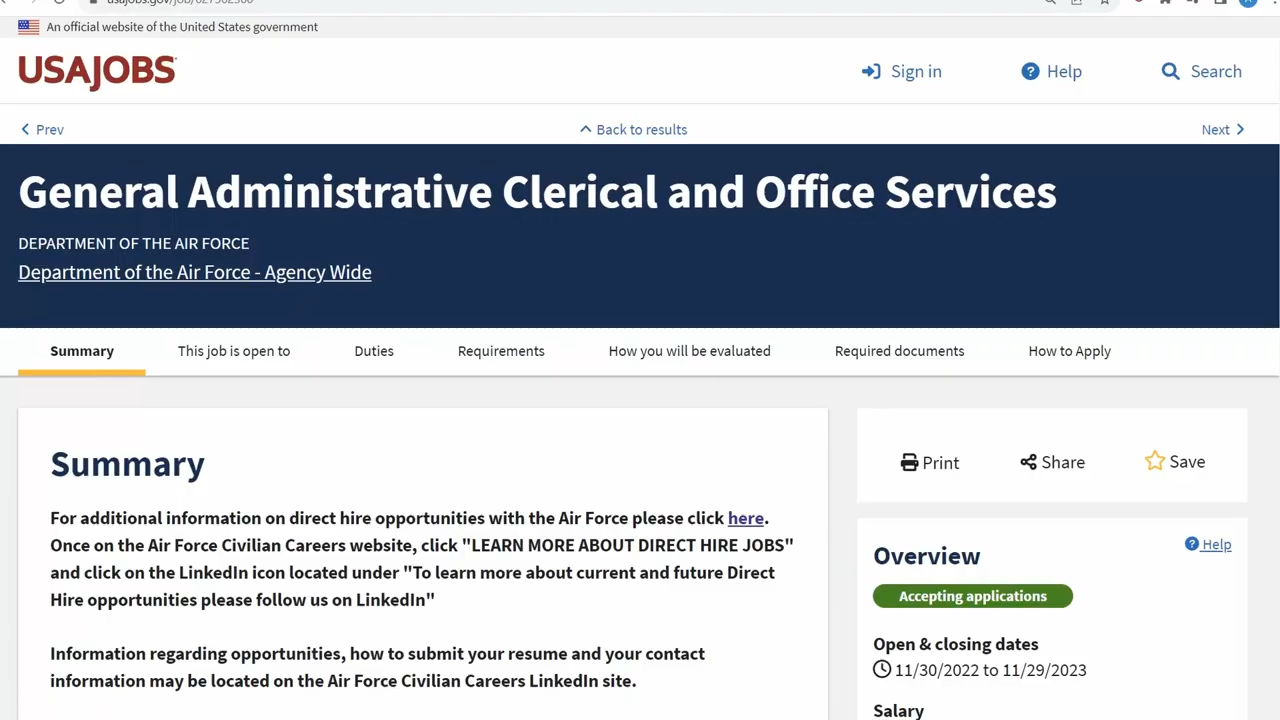 An official website of the United States government
USAJOBS
Sign in
Help
Search
Prev
Back to results
Next
General Administrative Clerical and Office Services
DEPARTMENT OF THE AIR FORCE
Department of the Air Force - Agency Wide
Summary
This job is open to
Duties
Requirements
How you will be evaluated
Required documents
How to Apply
Summary
For additional information on direct hire opportunities with the Air Force please click here.
Once on the Air Force Civilian Careers website, click "LEARN MORE ABOUT DIRECT HIRE JOBS"
and click on the LinkedIn icon located under "To learn more about current and future Direct
Hire opportunities please follow us on LinkedIn"
Information regarding opportunities, how to submit your resume and your contact
information may be located on the Air Force Civilian Careers LinkedIn site.
Print
Share
Save
Overview
Help
Accepting applications
Open & closing dates
11/30/2022 to 11/29/2023
Salary